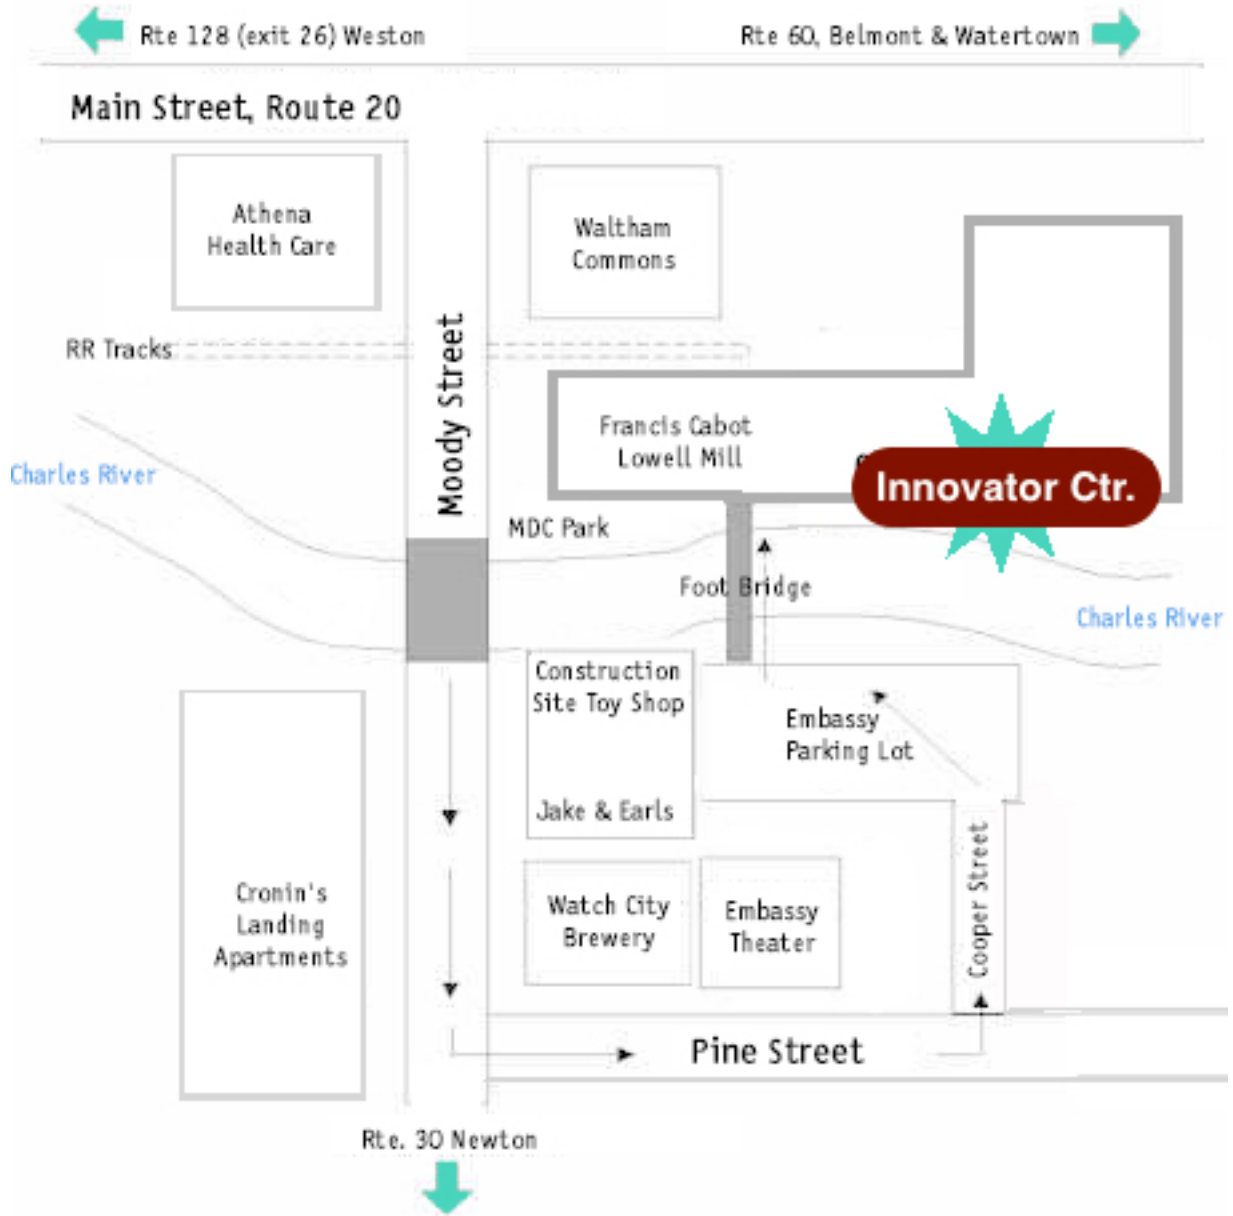 Rte 128 (exit 26) Weston
Rte 60, Belmont & Watertown
Main Street, Route 20
Athena
Health Care
Waltham
Commons
RR Tracks
Moody Street
Francis Cabot
Lowell Mill
Innovator Ctr.
Charles River
MDC Park
Foot Bridge
Charles River
Construction
Site Toy Shop
Jake & Earls
Embassy
Parking Lot
Cronin's
Landing
Apartments
Watch City
Brewery
Embassy
Theater
Cooper Street
Pine Street
Rte. 30 Newton